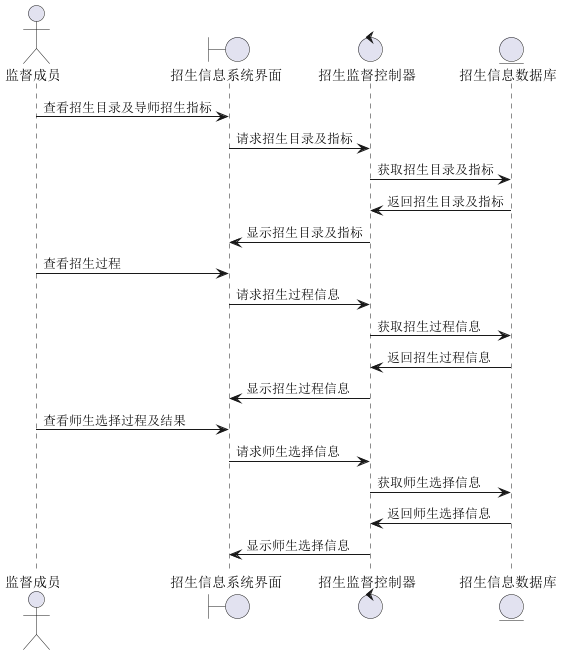 监督成员
招生信息系统界面
招生监督控制器
招生信息数据库
查看招生目录及导师招生指标
请求招生目录及指标
获取招生目录及指标
返回招生目录及指标
显示招生目录及指标
查看招生过程
请求招生过程信息
获取招生过程信息
返回招生过程信息
显示招生过程信息
查看师生选择过程及结果
请求师生选择信息
获取师生选择信息
返回师生选择信息
显示师生选择信息
监督成员
招生信息系统界面
招生监督控制器
招生信息数据库